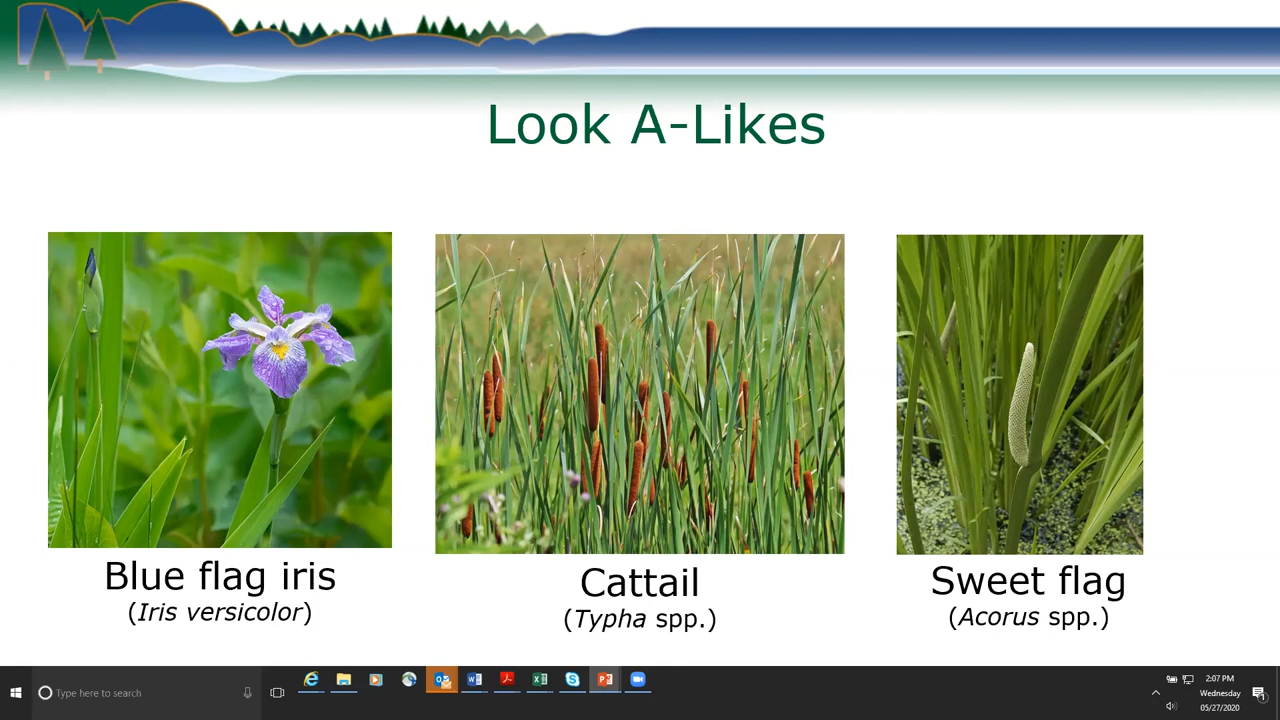 Look A-Likes
Blue flag iris
(Iris versicolor)
Cattail
(Typha spp.)
Sweet flag
(Acorus spp.)
Type here to search
2:07 PM
Wednesday
05/27/2020